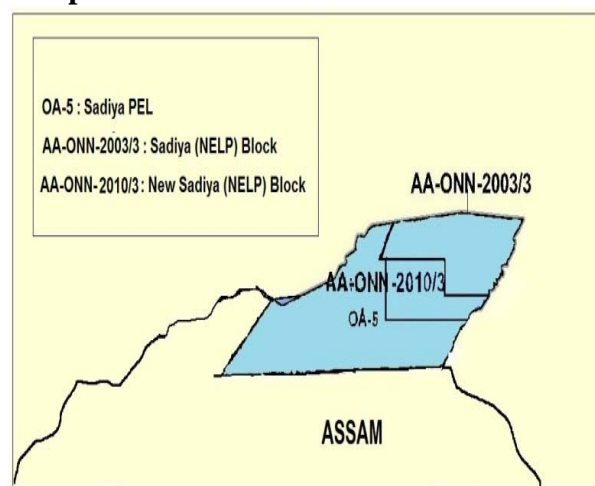 OA-5 : Sadiya PEL
AA-ONN-2003/3 : Sadiya (NELP) Block
AA-ONN-2010/3 : New Sadiya (NELP) Block
AA-ONN-2003/3
AA-ONN-2010/3
OA-5
ASSAM